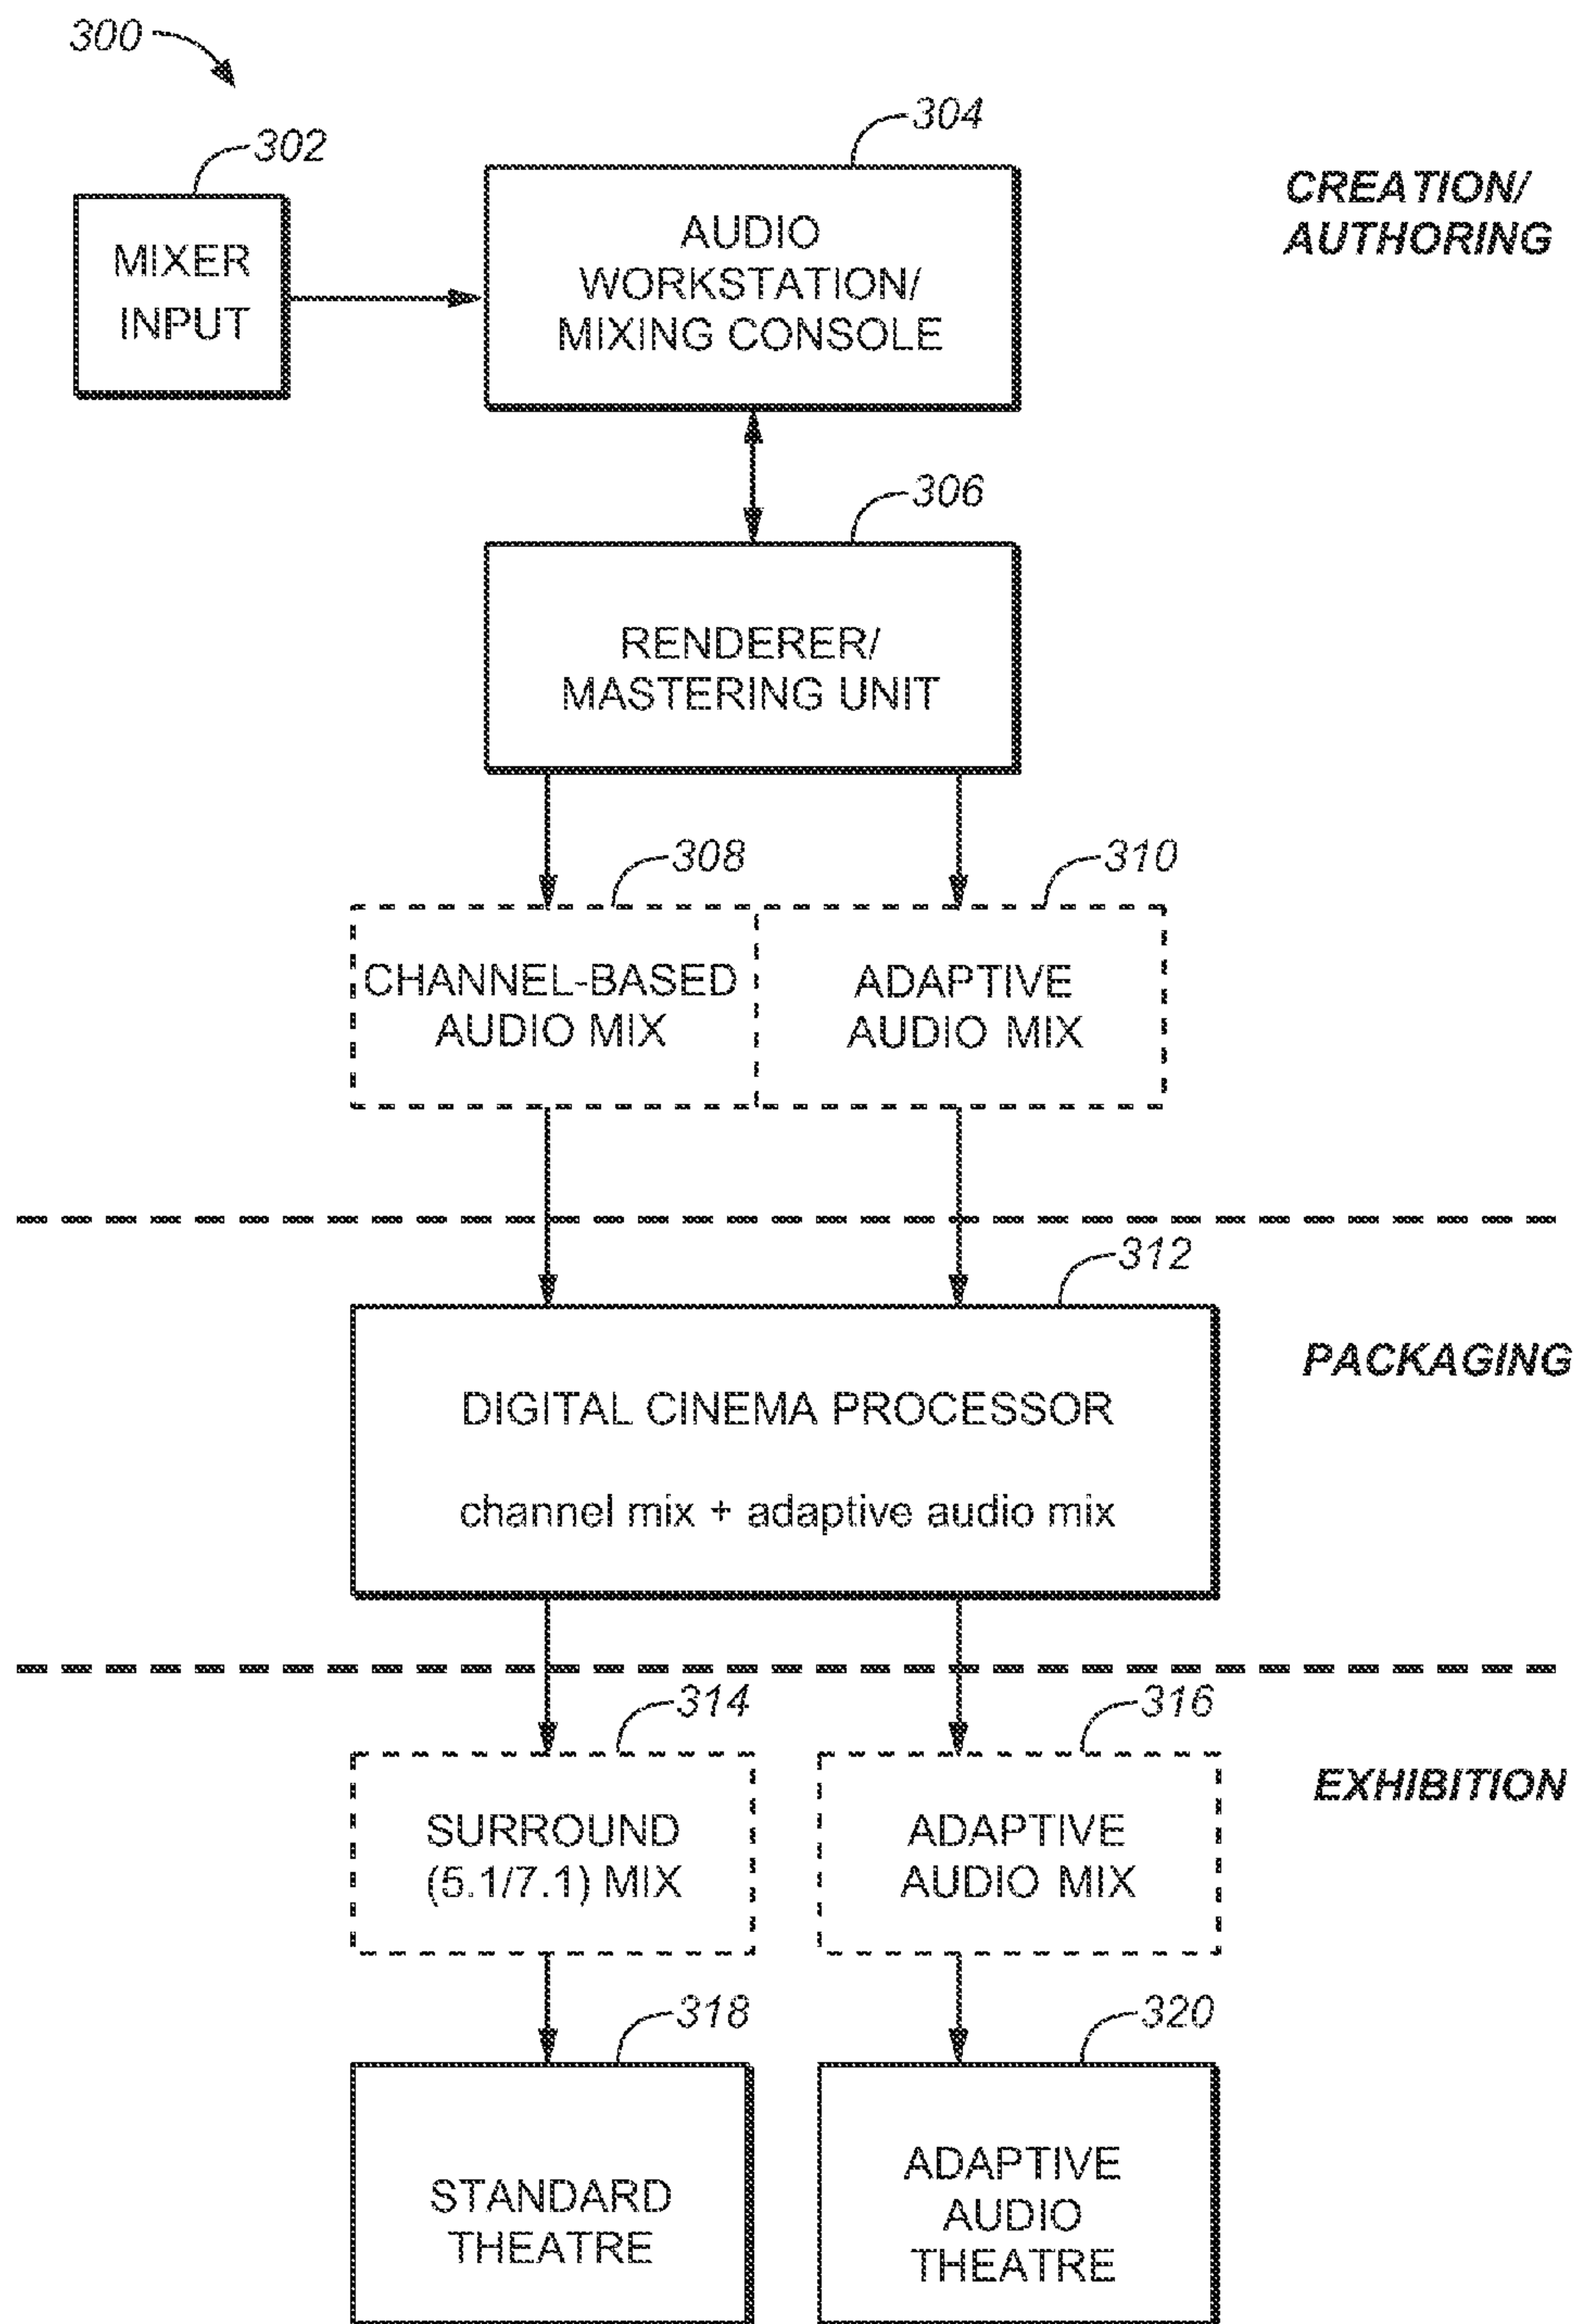 300
302
304
MIXER
INPUT
AUDIO
WORKSTATION/
MIXING CONSOLE
CREATION/
AUTHORING
306
RENDERER/
MASTERING UNIT
308
310
CHANNEL-BASED
AUDIO MIX
ADAPTIVE
AUDIO MIX
312
DIGITAL CINEMA PROCESSOR
channel mix + adaptive audio mix
PACKAGING
314
316
SURROUND
(5.1/7.1) MIX
ADAPTIVE
AUDIO MIX
EXHIBITION
318
320
STANDARD
THEATRE
ADAPTIVE
AUDIO
THEATRE